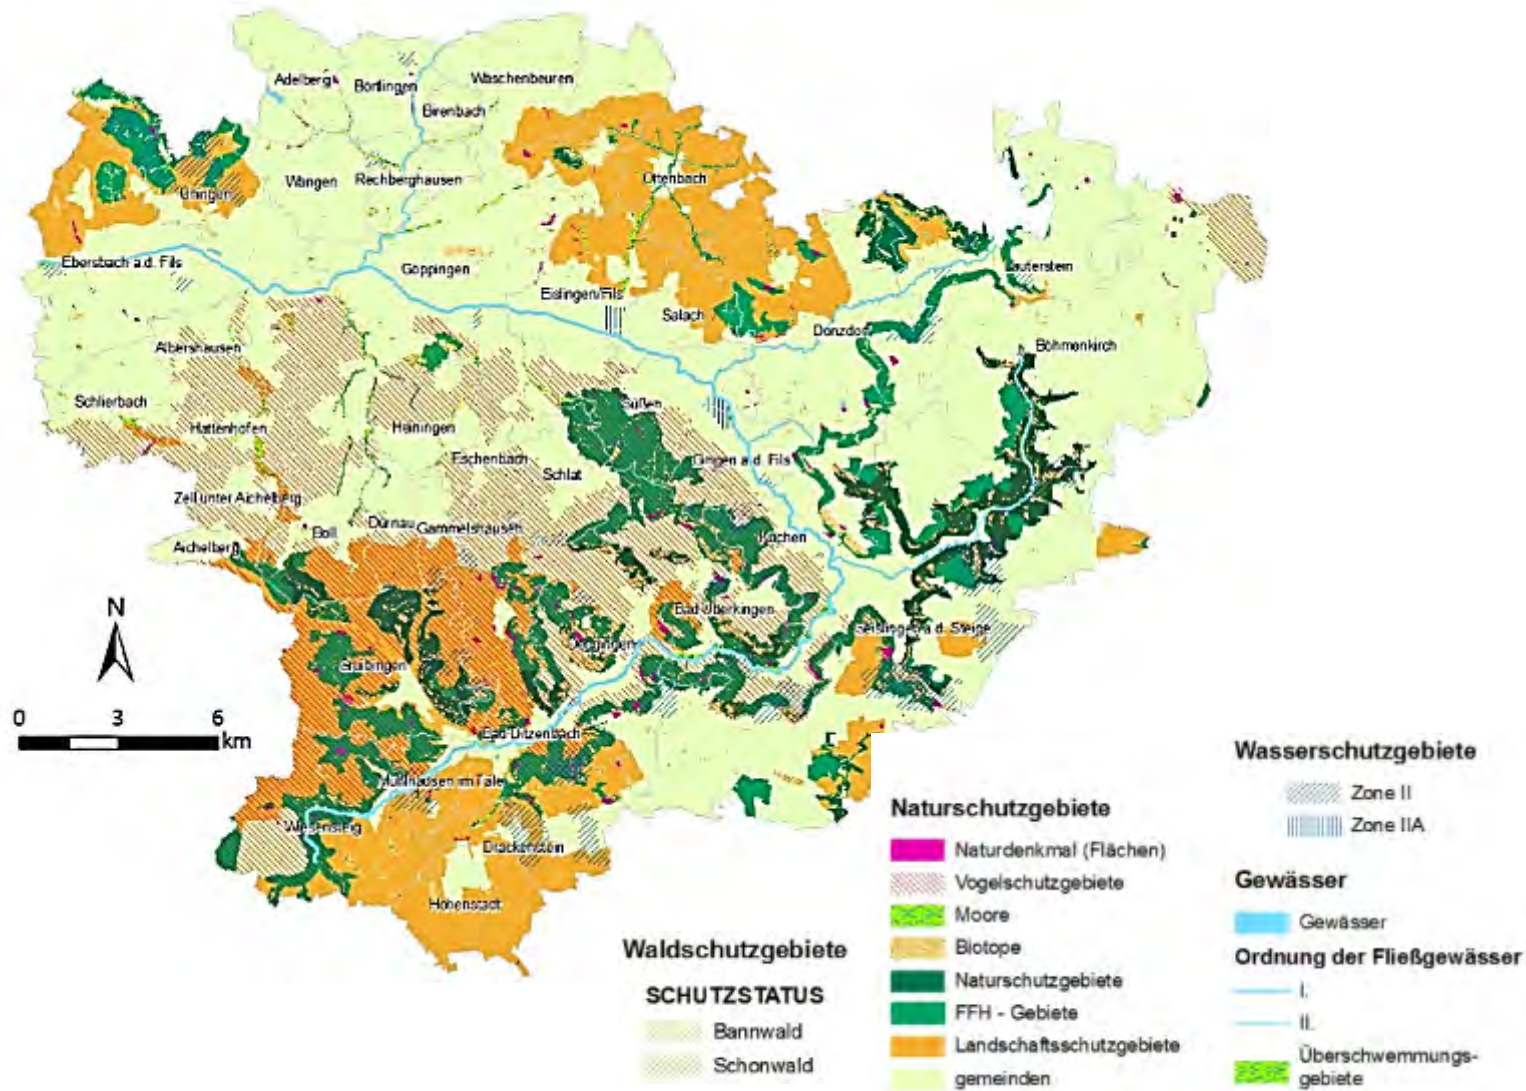 Adelberg
Börtlingen
Wäschenbeuren
Birenbach
Wangen
Rechberghausen
Ottenbach
Uhingen
Ebersbach a.d. Fils
Göppingen
Eislingen/Fils
Lauterstein
Salach
Donzdorf
Albershausen
Böhmenkirch
Schlierbach
Süßen
Hattenhofen
Heiningen
Eschenbach
Schlat
Gingen a.d. Fils
Zell unter Aichelberg
Boll
Dürnau
Gammelshausen
Aichelberg
Kuchen
Bad Überkingen
Geislingen a.d. Steige
Deggingen
Gruibingen
Bad Ditzenbach
Mühlhausen im Täle
Wiesensteig
Drackenstein
Hohenstadt
N
0 3 6
km
Waldschutzgebiete
SCHUTZSTATUS
Bannwald
Schonwald
Naturschutzgebiete
Naturdenkmal (Flächen)
Vogelschutzgebiete
Moore
Biotope
Naturschutzgebiete
FFH - Gebiete
Landschaftsschutzgebiete
gemeinden
Wasserschutzgebiete
Zone II
Zone IIA
Gewässer
Gewässer
Ordnung der Fließgewässer
I.
II.
Überschwemmungs-
gebiete